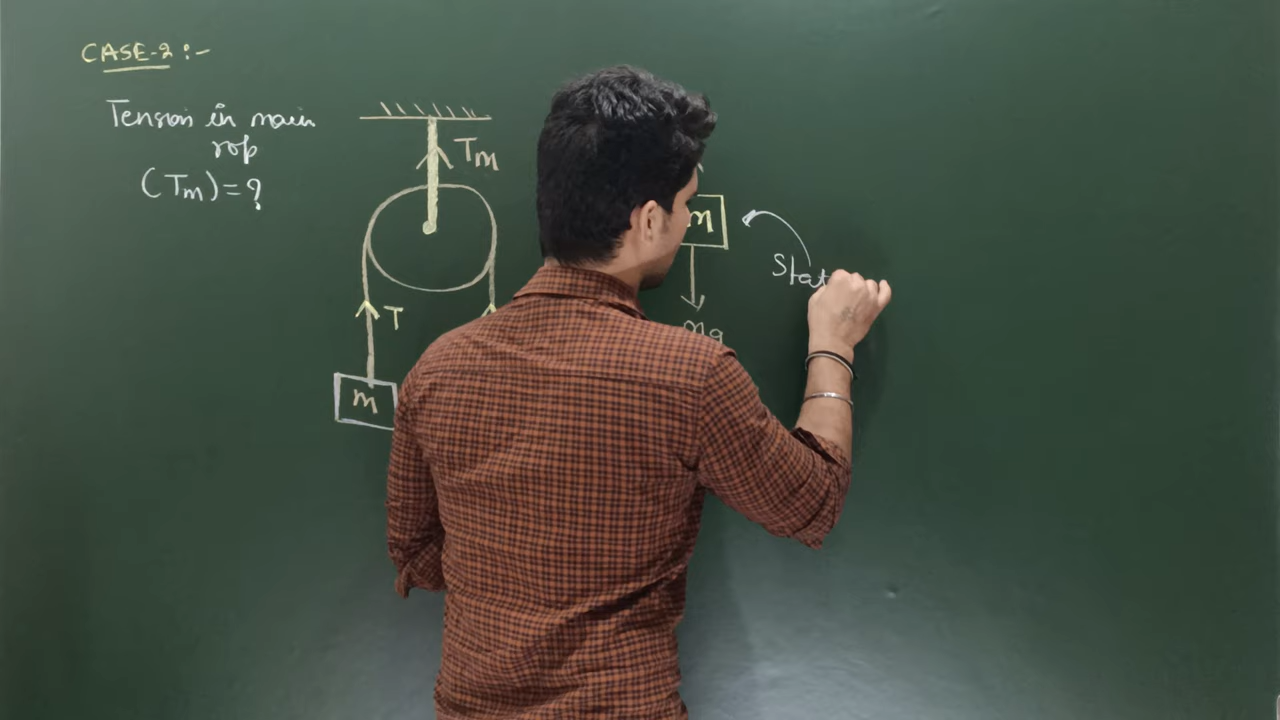 CASE-2:-
Tension in main
rop
(Tm)=?
Tm
T
m
m
mg
Stat